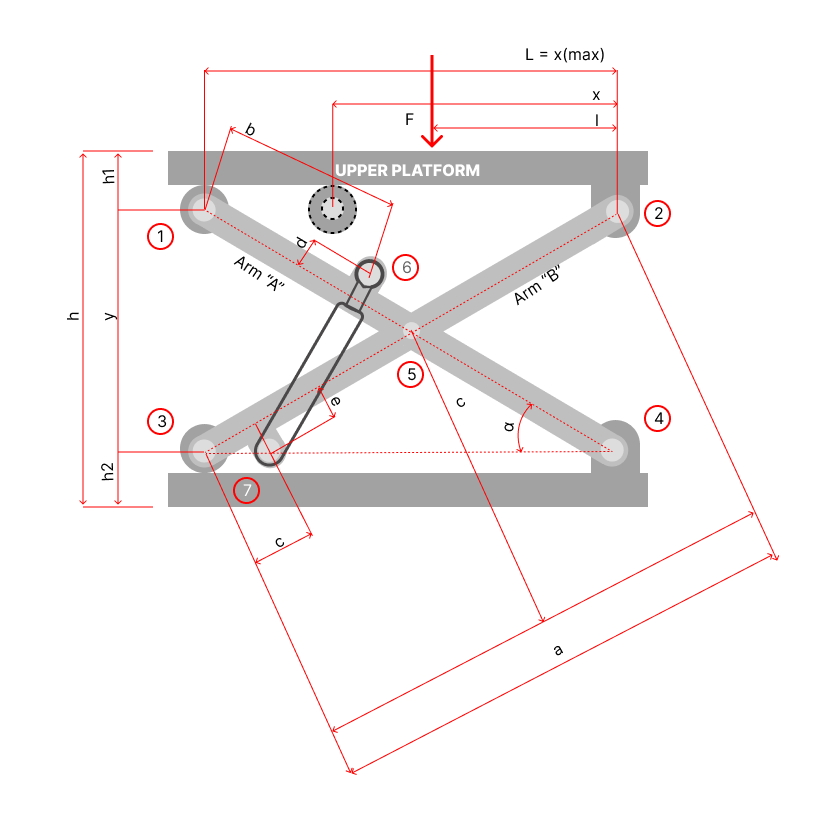 L = x(max)
x
F
l
b
UPPER PLATFORM
h1
1
2
d
6
Arm “A”
Arm “B”
h
y
5
e
c
3
α
4
h2
7
c
a